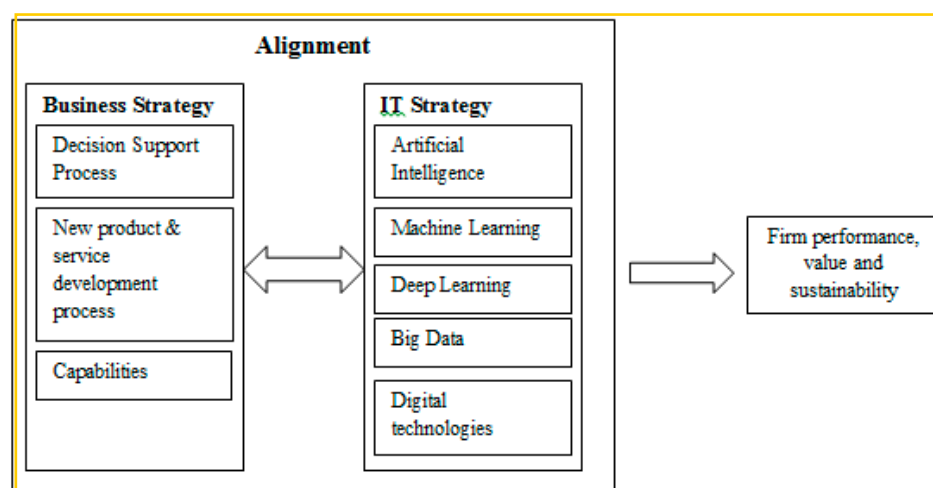 Alignment
Business Strategy
Decision Support
Process
New product &
service
development
process
Capabilities
IT Strategy
Artificial
Intelligence
Machine Learning
Deep Learning
Big Data
Digital
technologies
Firm performance,
value and
sustainability